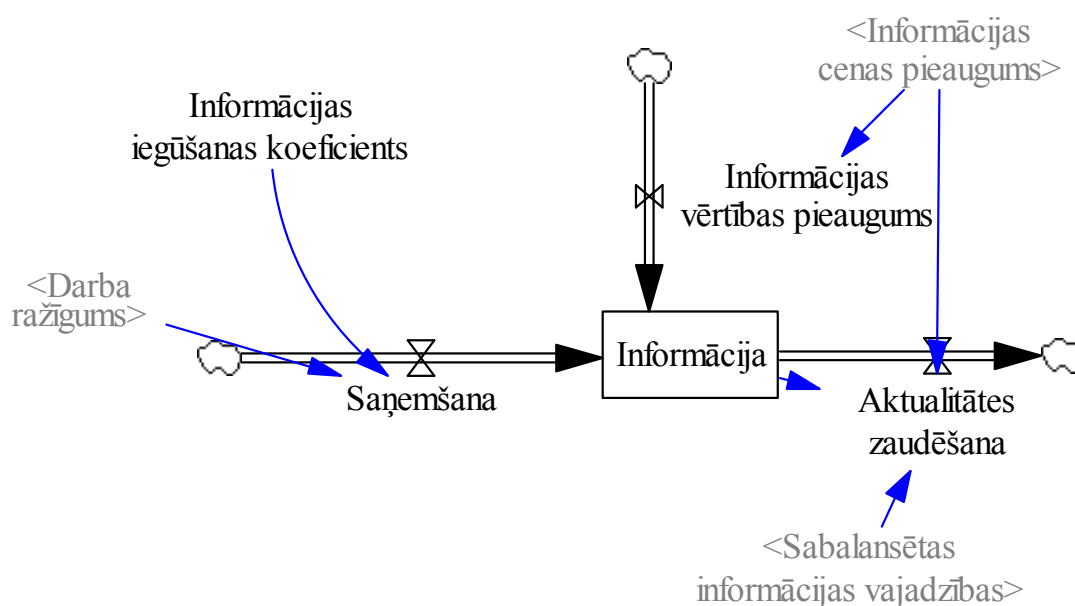 <Informācijas
cenas pieaugums>
Informācijas
iegūšanas koeficients
Informācijas
vērtības pieaugums
<Darba
ražīgums>
Informācija
Saņemšana
Aktualitātes
zaudēšana
<Sabalansētas
informācijas vajadzības>